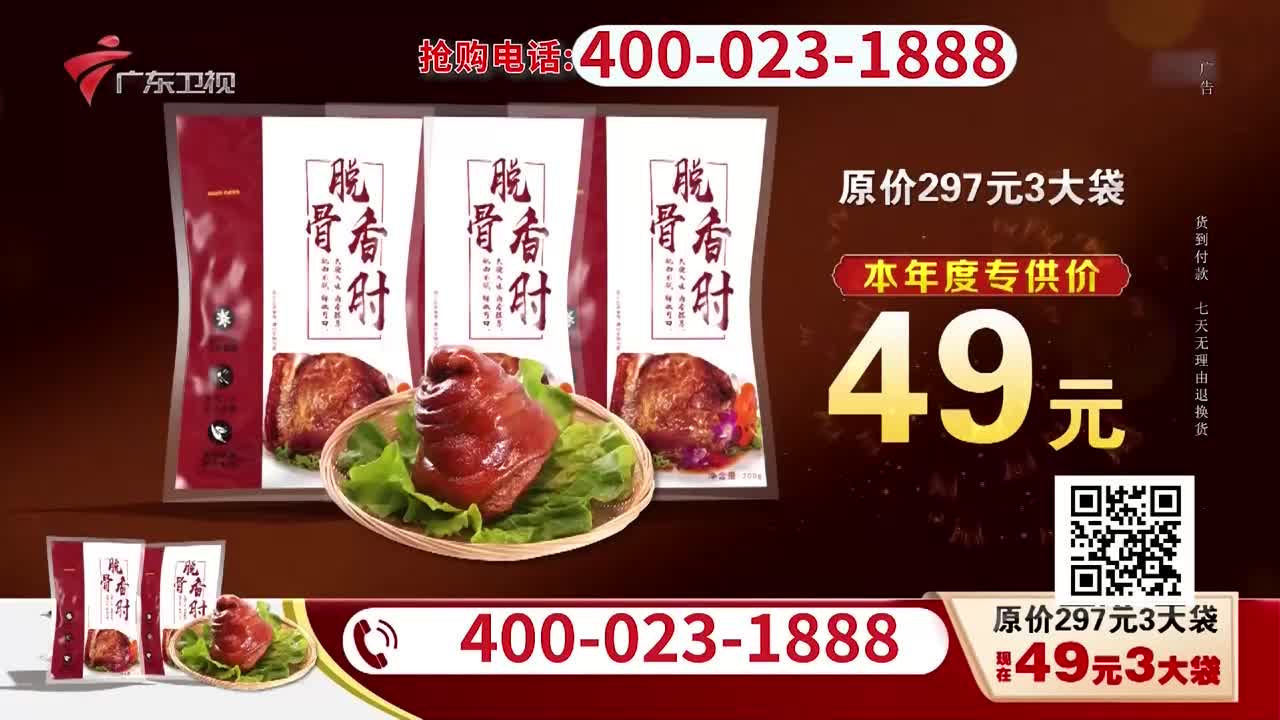 广东卫视
抢购电话:400-023-1888
广告
脱骨香肘
脱骨香肘
脱骨香肘
净含量: 700g
原价297元3大袋
本年度专供价
49元
货到付款 七天无理由退换货
脱骨香肘
脱骨香肘
400-023-1888
原价297元3大袋
现在49元3大袋